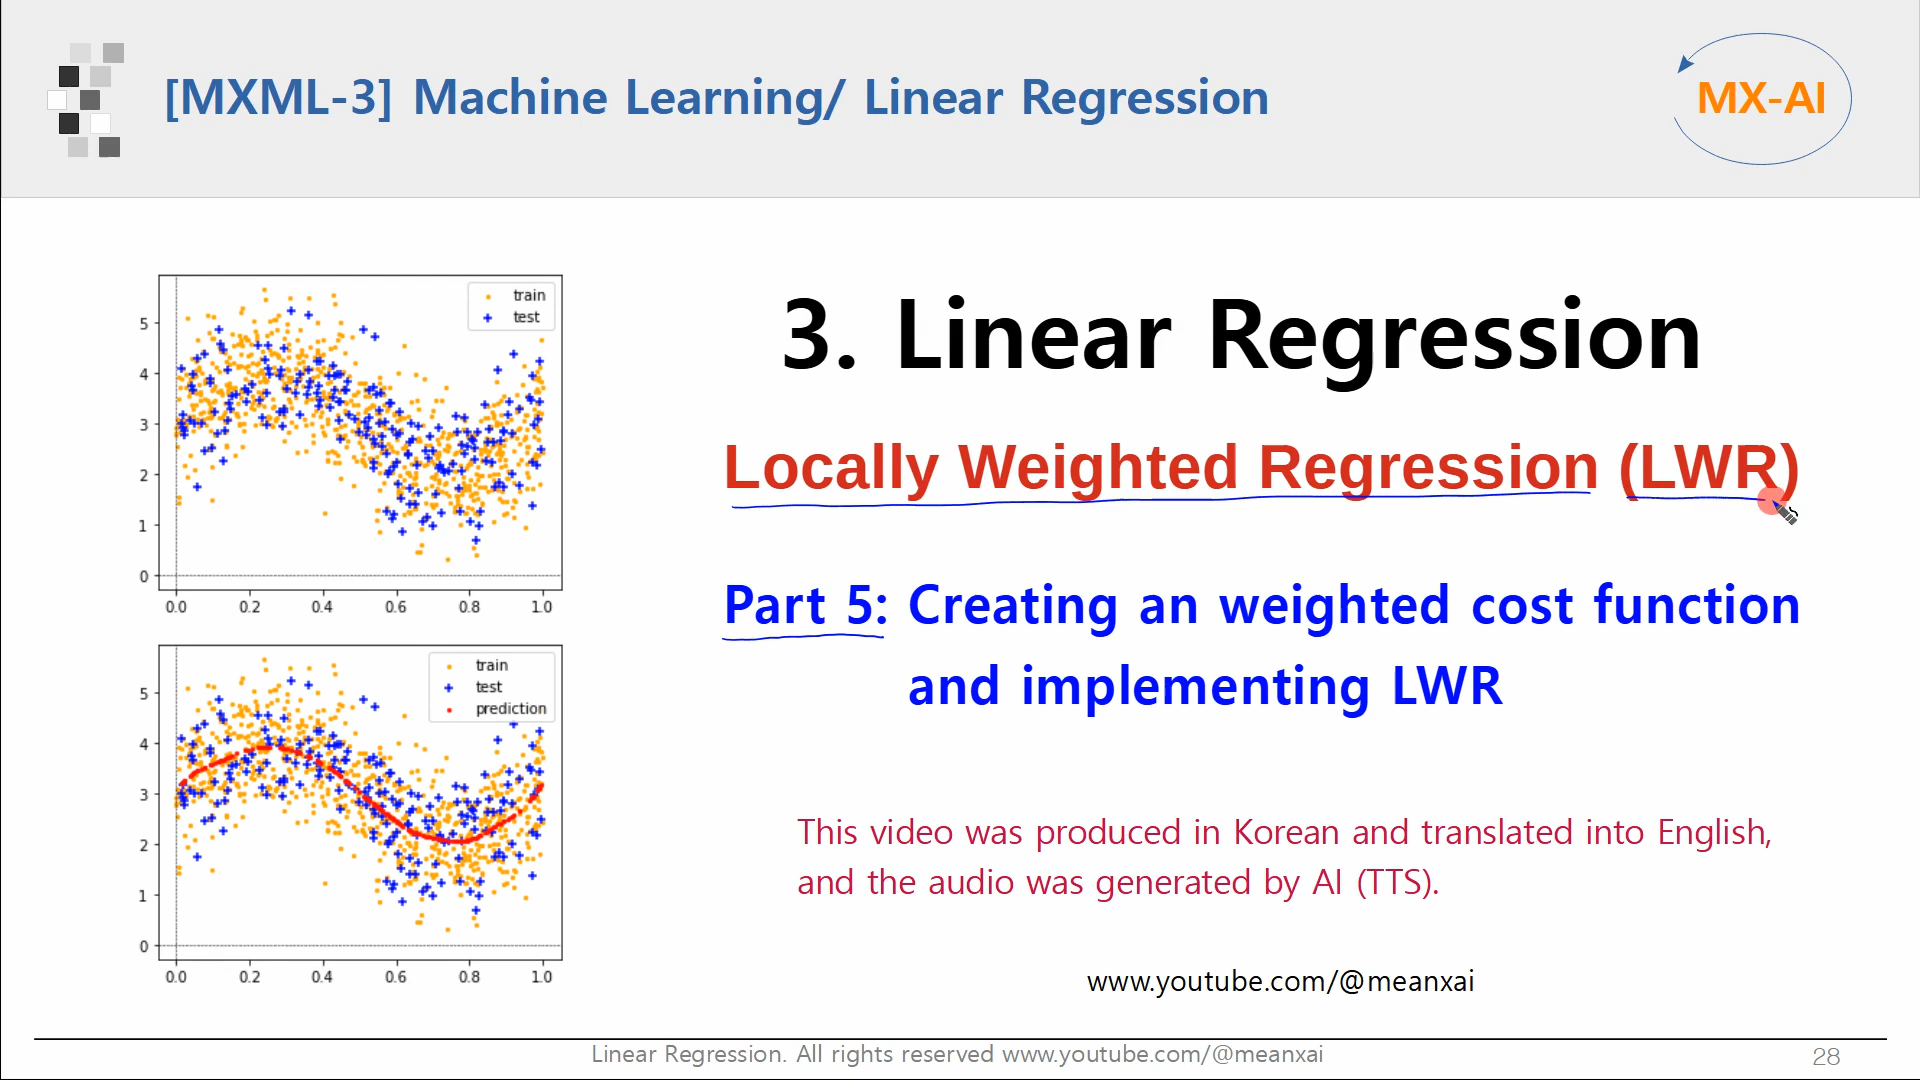 [MXML-3] Machine Learning/ Linear Regression
MX-AI
train
test
5
4
3
2
1
0
0.0 0.2 0.4 0.6 0.8 1.0
train
test
prediction
5
4
3
2
1
0
0.0 0.2 0.4 0.6 0.8 1.0
3. Linear Regression
Locally Weighted Regression (LWR)
Part 5: Creating an weighted cost function
and implementing LWR
This video was produced in Korean and translated into English,
and the audio was generated by AI (TTS).
www.youtube.com/@meanxai
Linear Regression. All rights reserved www.youtube.com/@meanxai
28